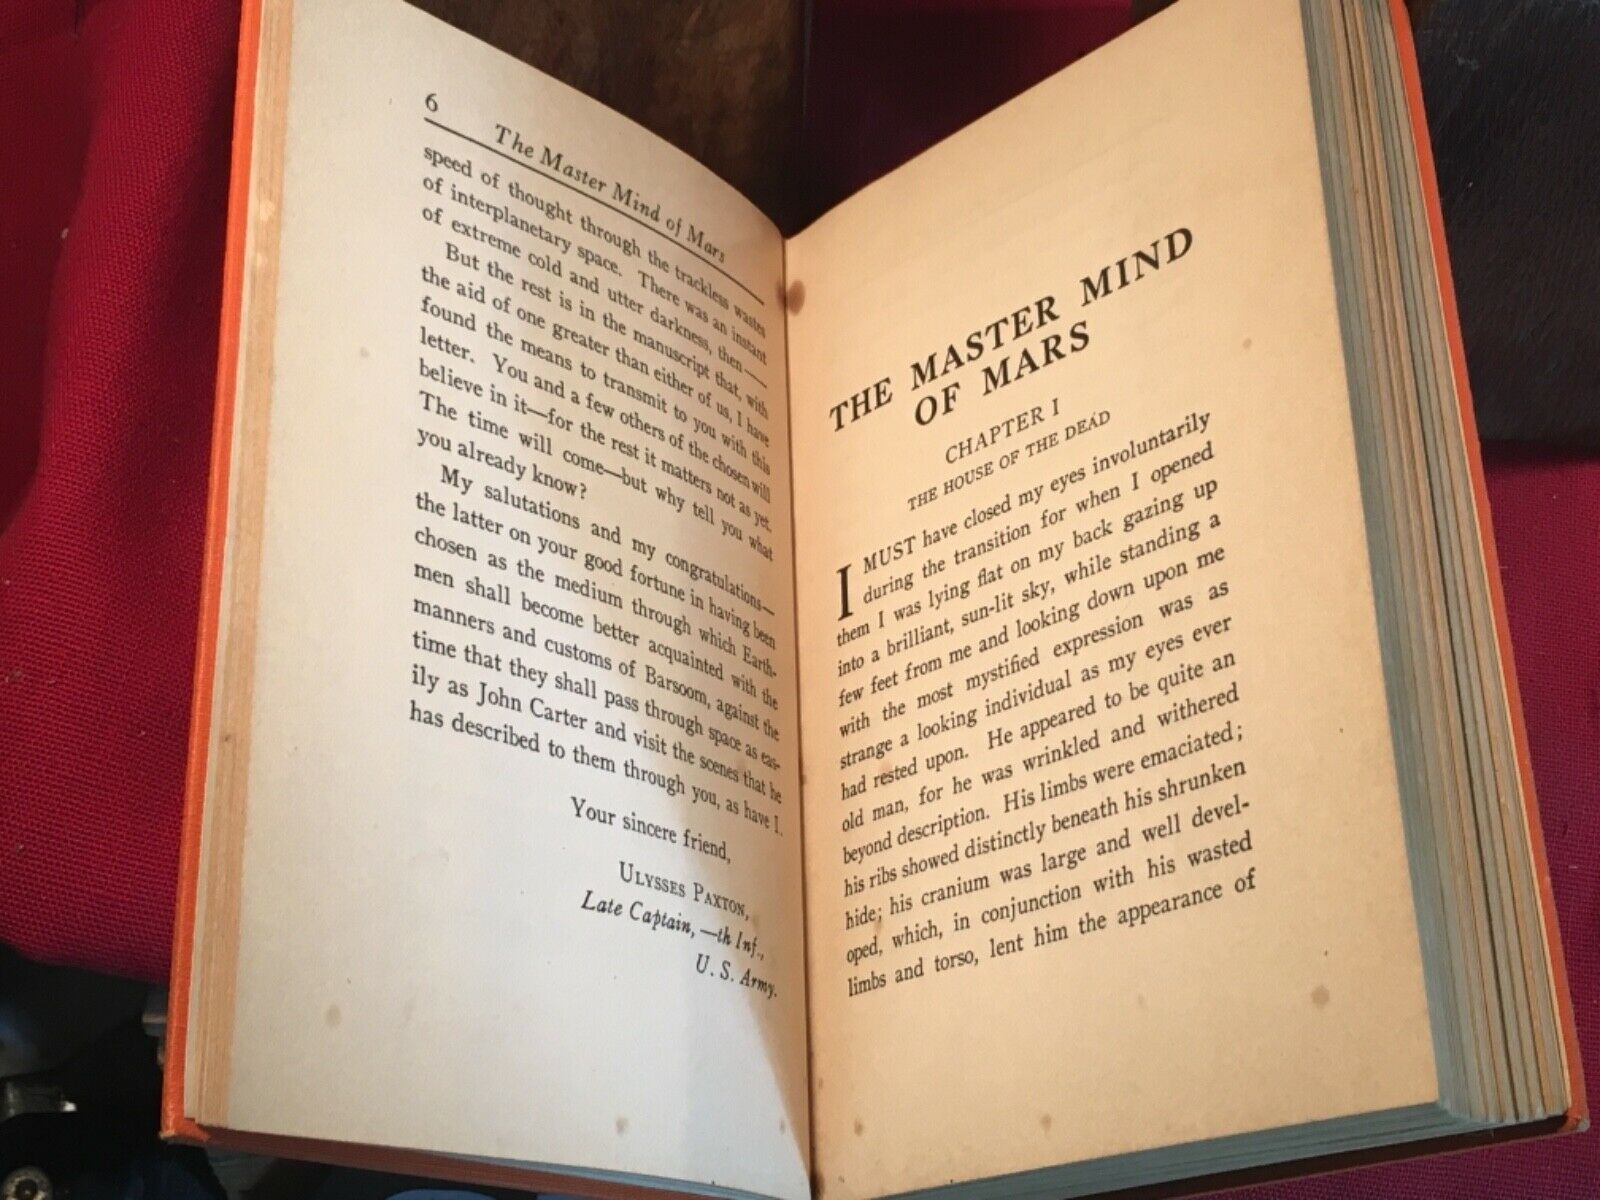 6
The Master Mind of Mars
speed of thought through the trackless wastes
of interplanetary space. There was an instant
of extreme cold and utter darkness, then——
But the rest is in the manuscript that, with
the aid of one greater than either of us, I have
found the means to transmit to you with this
letter. You and a few others of the chosen will
believe in it—for the rest it matters not as yet.
The time will come—but why tell you what
you already know?
My salutations and my congratulations—
the latter on your good fortune in having been
chosen as the medium through which Earth-
men shall become better acquainted with the
manners and customs of Barsoom, against the
time that they shall pass through space as eas-
ily as John Carter and visit the scenes that he
has described to them through you, as have I.
Your sincere friend,
ULYSSES PAXTON,
Late Captain, —th Inf.,
U. S. Army.
THE MASTER MIND
OF MARS
CHAPTER I
THE HOUSE OF THE DEAD
I MUST have closed my eyes involuntarily
during the transition for when I opened
them I was lying flat on my back gazing up
into a brilliant, sun-lit sky, while standing a
few feet from me and looking down upon me
with the most mystified expression was as
strange a looking individual as my eyes ever
had rested upon. He appeared to be quite an
old man, for he was wrinkled and withered
beyond description. His limbs were emaciated;
his ribs showed distinctly beneath his shrunken
hide; his cranium was large and well devel-
oped, which, in conjunction with his wasted
limbs and torso, lent him the appearance of